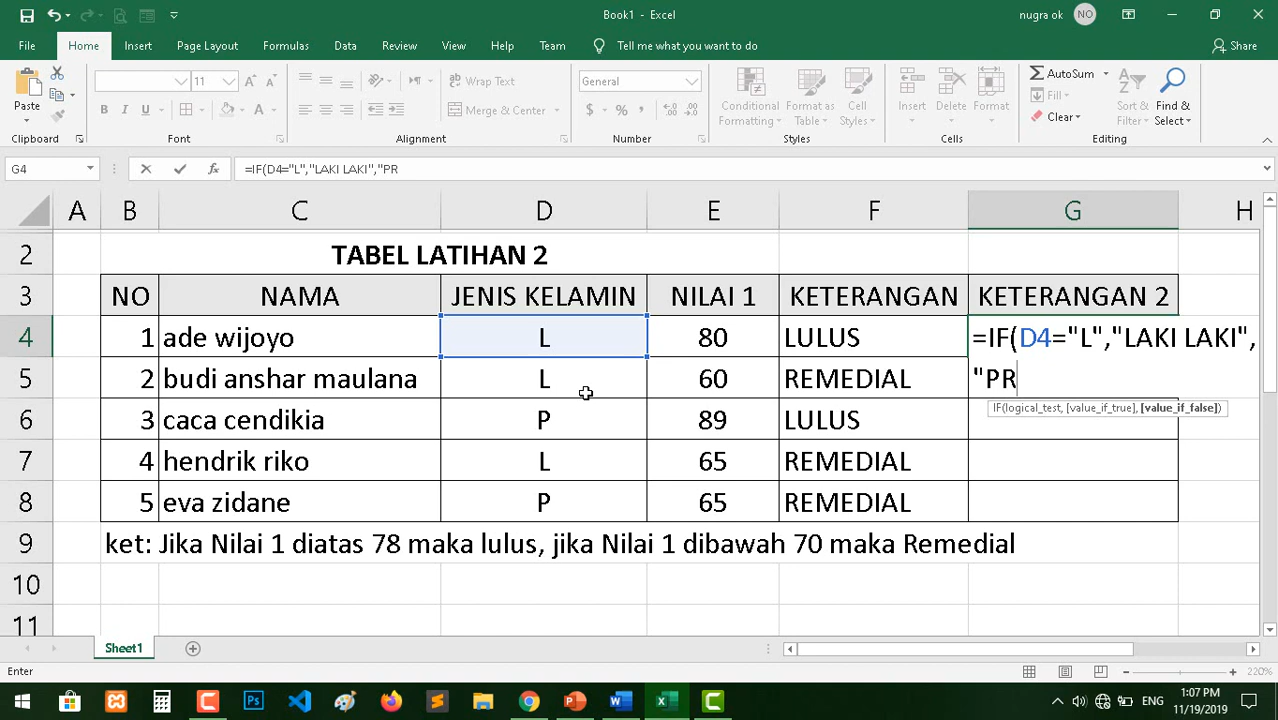 Book1 - Excel
nugra ok
NO
File Home Insert Page Layout Formulas Data Review View Help Team Tell me what you want to do Share
Paste
11
Wrap Text
Merge & Center
General
Conditional Formatting
Format as Table
Cell Styles
Insert
Delete
Format
AutoSum
Fill
Clear
Sort & Filter
Find & Select
Clipboard Font Alignment Number Styles Cells Editing
G4 =IF(D4="L","LAKI LAKI","PR
A B C D E F G H
2 TABEL LATIHAN 2
3 NO NAMA JENIS KELAMIN NILAI 1 KETERANGAN KETERANGAN 2
4 1 ade wijoyo L 80 LULUS =IF(D4="L","LAKI LAKI",
5 2 budi anshar maulana L 60 REMEDIAL "PR
IF(logical_test, [value_if_true], [value_if_false])
6 3 caca cendikia P 89 LULUS
7 4 hendrik riko L 65 REMEDIAL
8 5 eva zidane P 65 REMEDIAL
9 ket: Jika Nilai 1 diatas 78 maka lulus, jika Nilai 1 dibawah 70 maka Remedial
10
11
Sheet1
Enter
220%
ENG
1:07 PM
11/19/2019